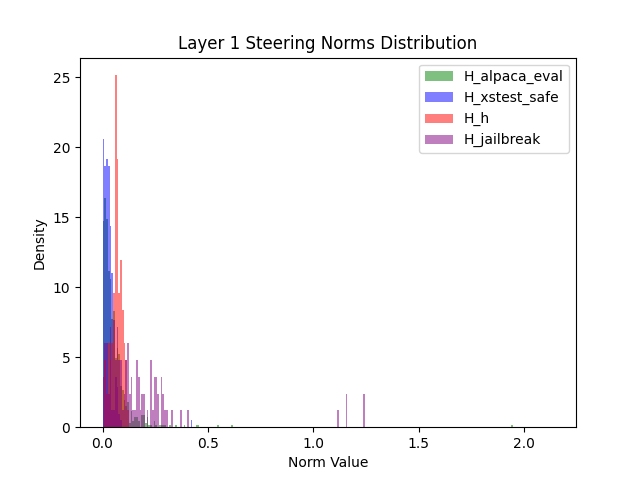 Layer 1 Steering Norms Distribution
H_alpaca_eval
H_xstest_safe
H_h
H_jailbreak
25
20
15
10
5
0
Density
0.0 0.5 1.0 1.5 2.0
Norm Value